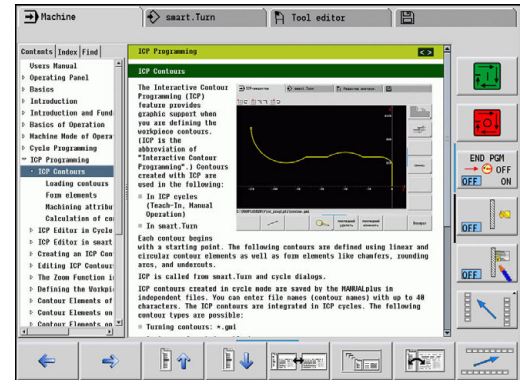 Machine
smart.Turn
Tool editor
Contents Index Find
Users Manual
Operating Panel
Basics
Introduction
Introduction and Fund
Basics of Operation
Machine Mode of Opera
Cycle Programming
ICP Programming
ICP Contours
Loading contours
Form elements
Machining attribu
Calculation of co
ICP Editor in Cycle
ICP Editor in smart
Creating an ICP Con
Editing ICP Contour
The Zoom Function i
Defining the Workpi
Contour Elements of
Contour Elements on
Contour Elements on
ICP Programming
ICP Contours
The Interactive Contour
Programming (ICP)
feature provides
graphic support when
you are defining the
workpiece contours.
(ICP is the
abbreviation of
"Interactive Contour
Programming".) Contours
created with ICP are
used in the following:
In ICP cycles
(Teach-In, Manual
Operation)
In smart.Turn
Each contour begins
with a starting point. The following contours are defined using linear and
circular contour elements as well as form elements like chamfers, rounding
arcs, and undercuts.
ICP is called from smart.Turn and cycle dialogs.
ICP contours created in cycle mode are saved by the MANUALplus in
independent files. You can enter file names (contour names) with up to 40
characters. The ICP contours are integrated in ICP cycles. The following
contour types are possible:
Turning contours: *.gmi
END PGM
OFF
OFF ON
OFF
OFF